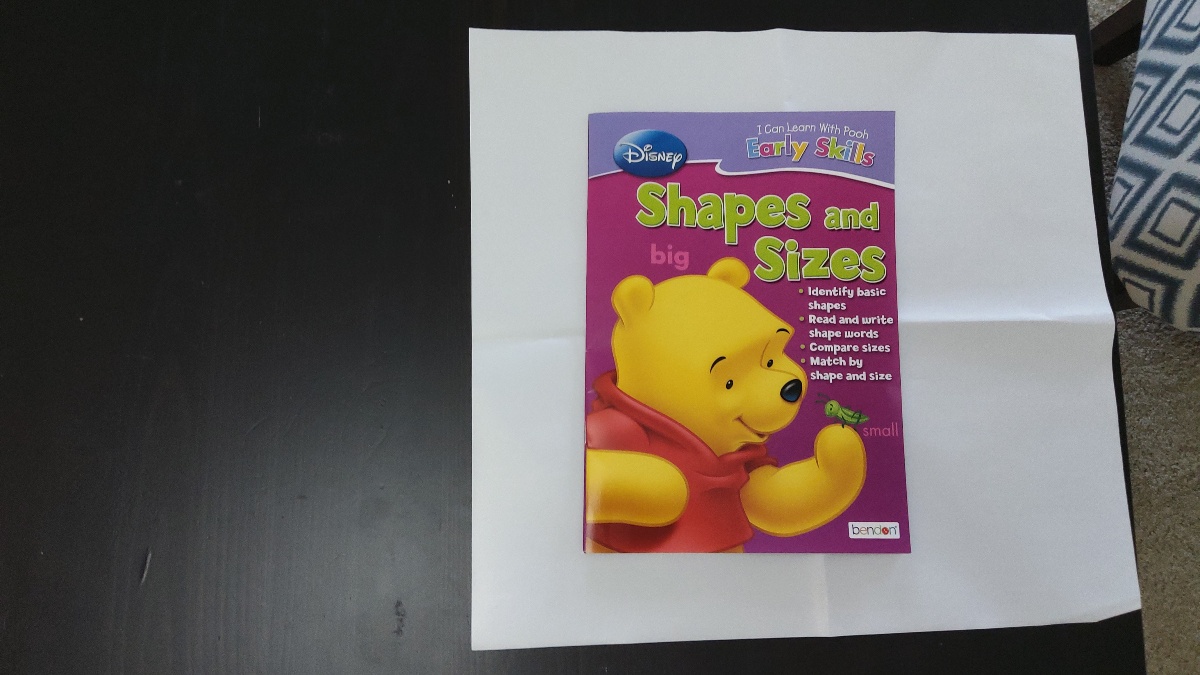 Disney
I Can Learn With Pooh
Early Skills
Shapes and
Sizes
big
• Identify basic
shapes
• Read and write
shape words
• Compare sizes
• Match by
shape and size
small
bendon